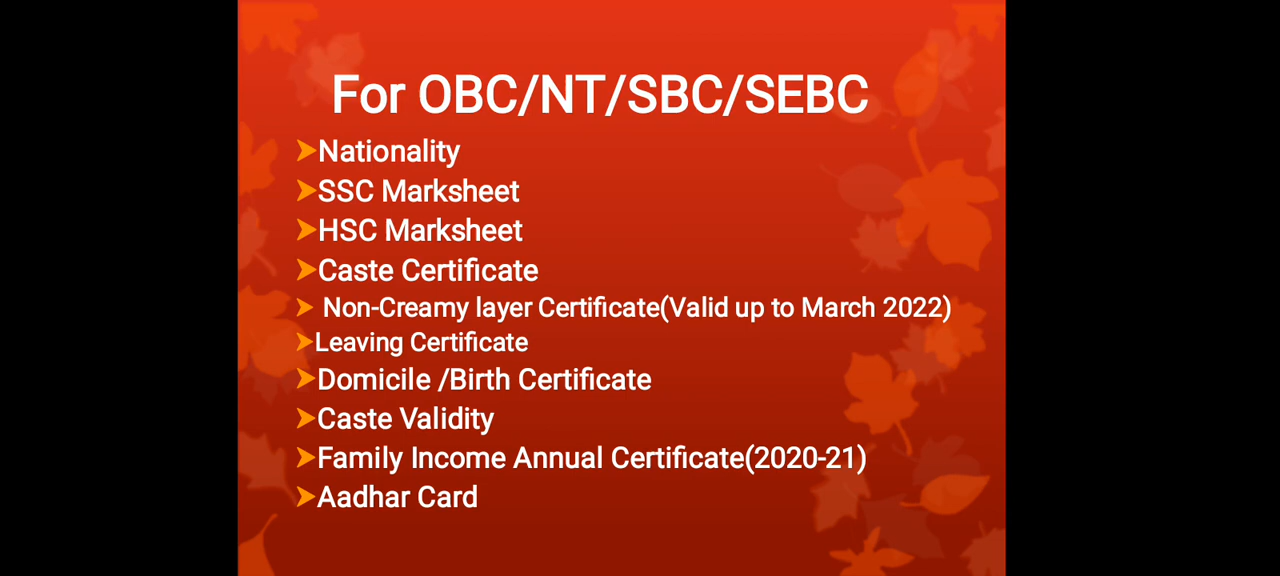 For OBC/NT/SBC/SEBC
➤Nationality
➤SSC Marksheet
➤HSC Marksheet
➤Caste Certificate
➤ Non-Creamy layer Certificate(Valid up to March 2022)
➤Leaving Certificate
➤Domicile /Birth Certificate
➤Caste Validity
➤Family Income Annual Certificate(2020-21)
➤Aadhar Card